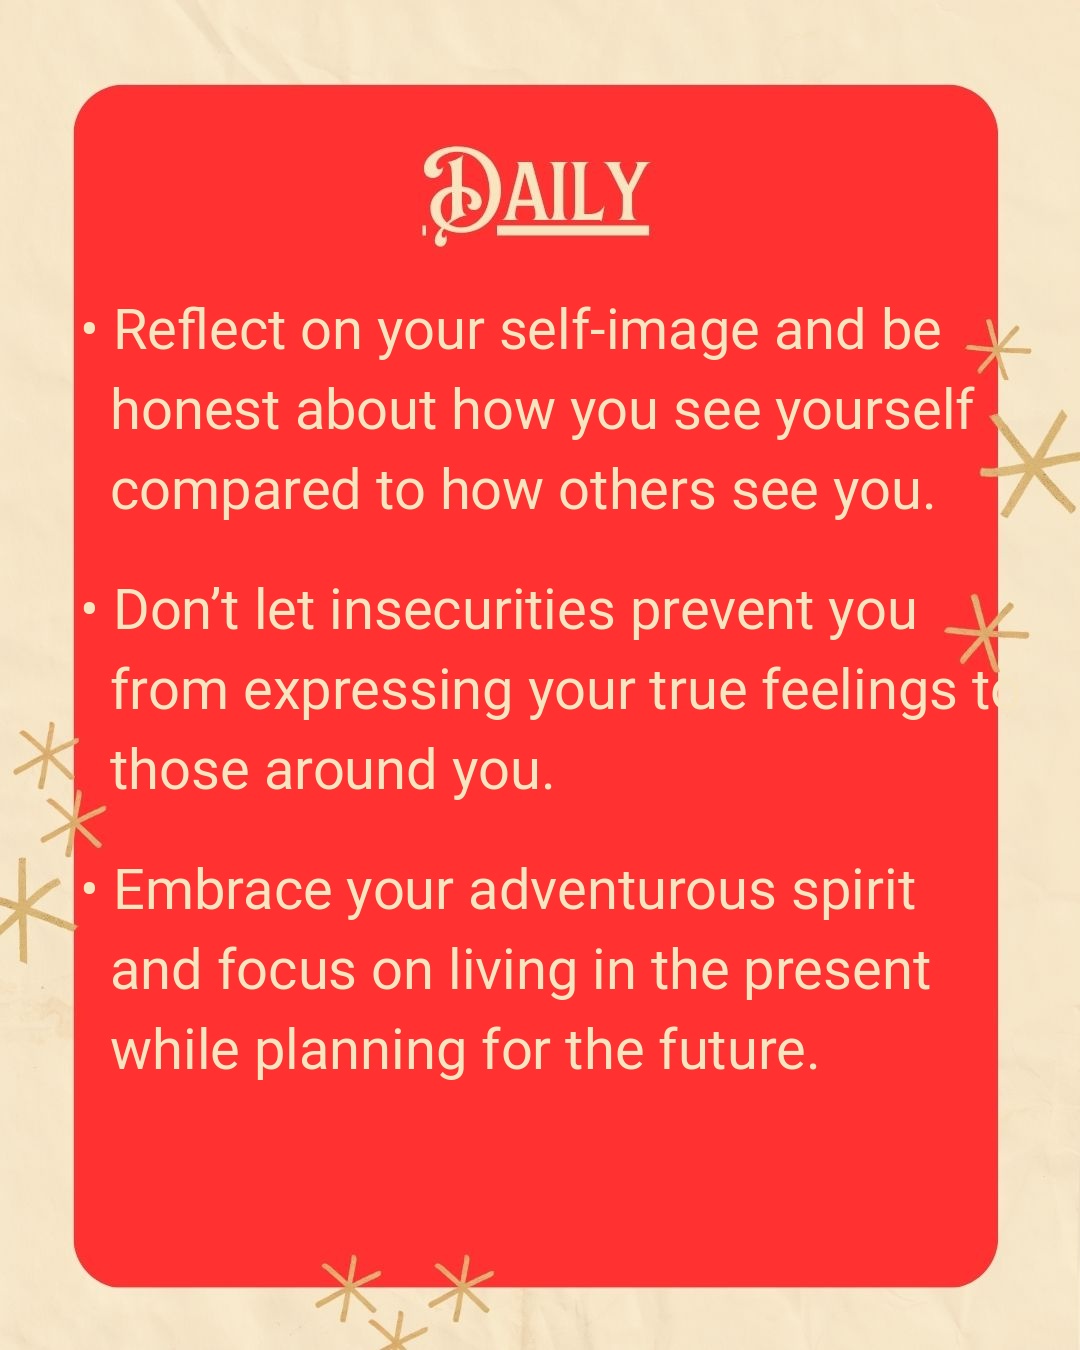 Daily
• Reflect on your self-image and be
honest about how you see yourself
compared to how others see you.
• Don’t let insecurities prevent you
from expressing your true feelings to
those around you.
• Embrace your adventurous spirit
and focus on living in the present
while planning for the future.